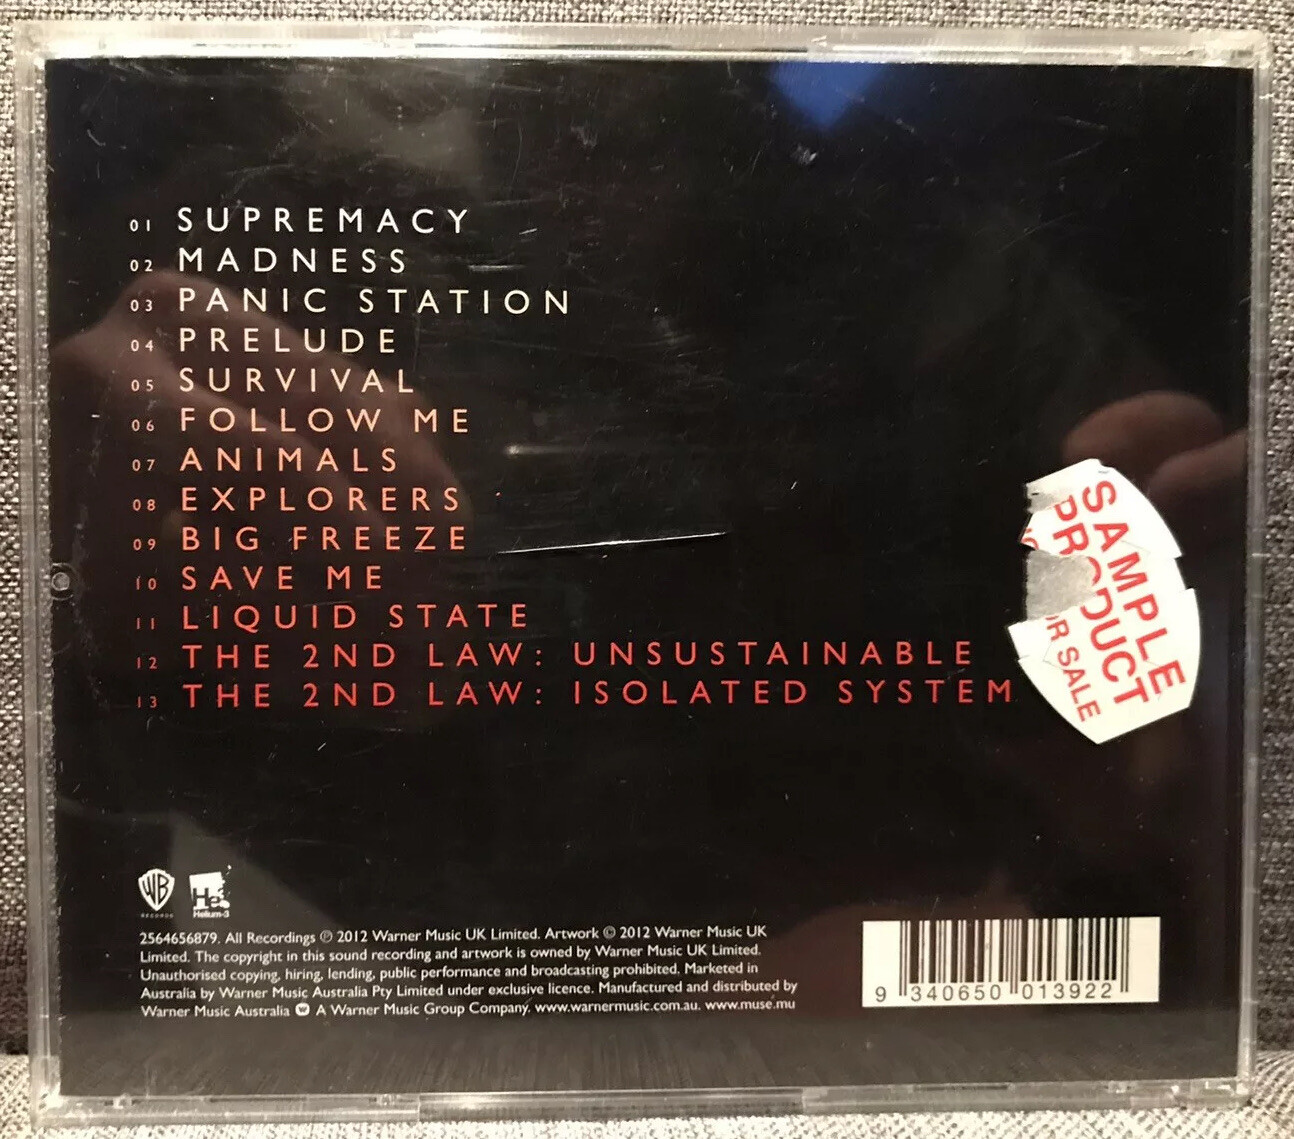 01 SUPREMACY
02 MADNESS
03 PANIC STATION
04 PRELUDE
05 SURVIVAL
06 FOLLOW ME
07 ANIMALS
08 EXPLORERS
09 BIG FREEZE
10 SAVE ME
11 LIQUID STATE
12 THE 2ND LAW: UNSUSTAINABLE
13 THE 2ND LAW: ISOLATED SYSTEM
SAMPLE
SALE
WB
RECORDS
He
Helium-3
2564656879. All Recordings ℗ 2012 Warner Music UK Limited. Artwork © 2012 Warner Music UK
Limited. The copyright in this sound recording and artwork is owned by Warner Music UK Limited.
Unauthorised copying, hiring, lending, public performance and broadcasting prohibited. Marketed in
Australia by Warner Music Australia Pty Limited under exclusive licence. Manufactured and distributed by
Warner Music Australia A Warner Music Group Company. www.warnermusic.com.au. www.muse.mu
9 340650 013922